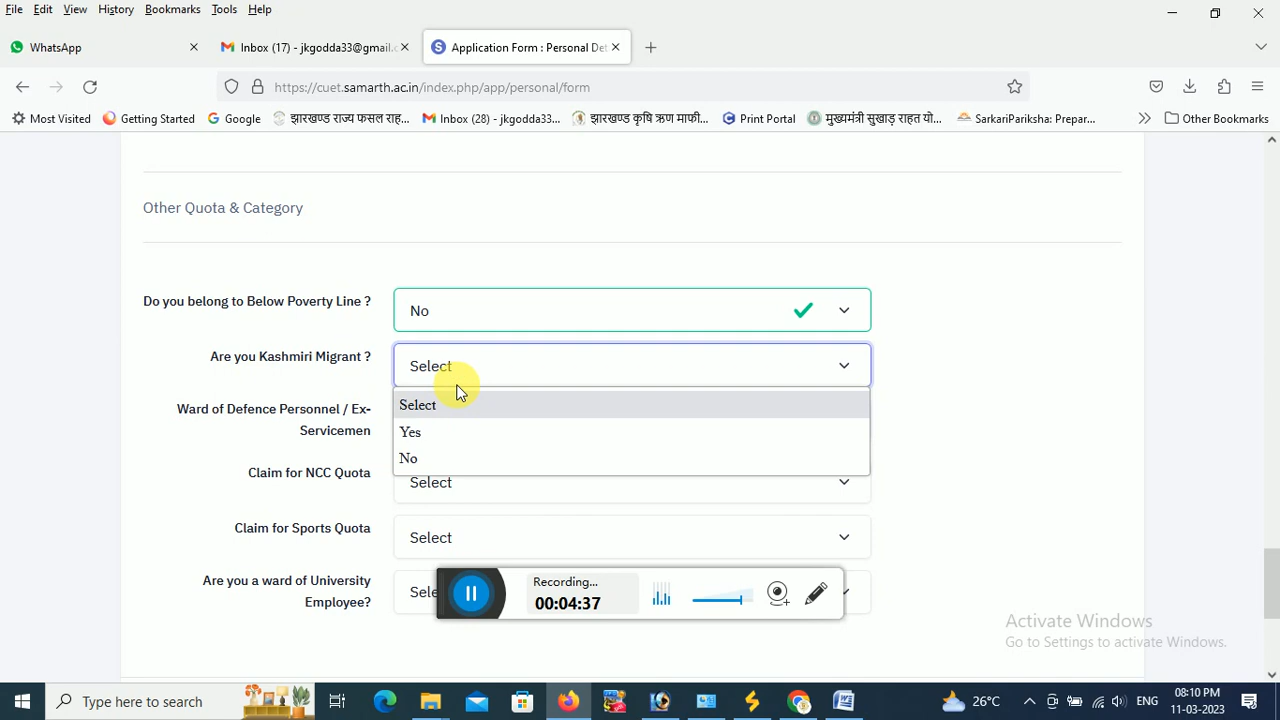 File Edit View History Bookmarks Tools Help
WhatsApp
Inbox (17) - jkgodda33@gmail.c
Application Form : Personal Det
https://cuet.samarth.ac.in/index.php/app/personal/form
Most Visited
Getting Started
Google
झारखण्ड राज्य फसल राह...
Inbox (28) - jkgodda33...
झारखण्ड कृषि ऋण माफी...
Print Portal
मुख्यमंत्री सुखाड़ राहत यो...
SarkariPariksha: Prepar...
Other Bookmarks
Other Quota & Category
Do you belong to Below Poverty Line ?
No
Are you Kashmiri Migrant ?
Select
Select
Yes
No
Ward of Defence Personnel / Ex-
Servicemen
Claim for NCC Quota
Select
Claim for Sports Quota
Select
Are you a ward of University
Employee?
Sele
Recording...
00:04:37
Activate Windows
Go to Settings to activate Windows.
Type here to search
26°C
ENG
08:10 PM
11-03-2023